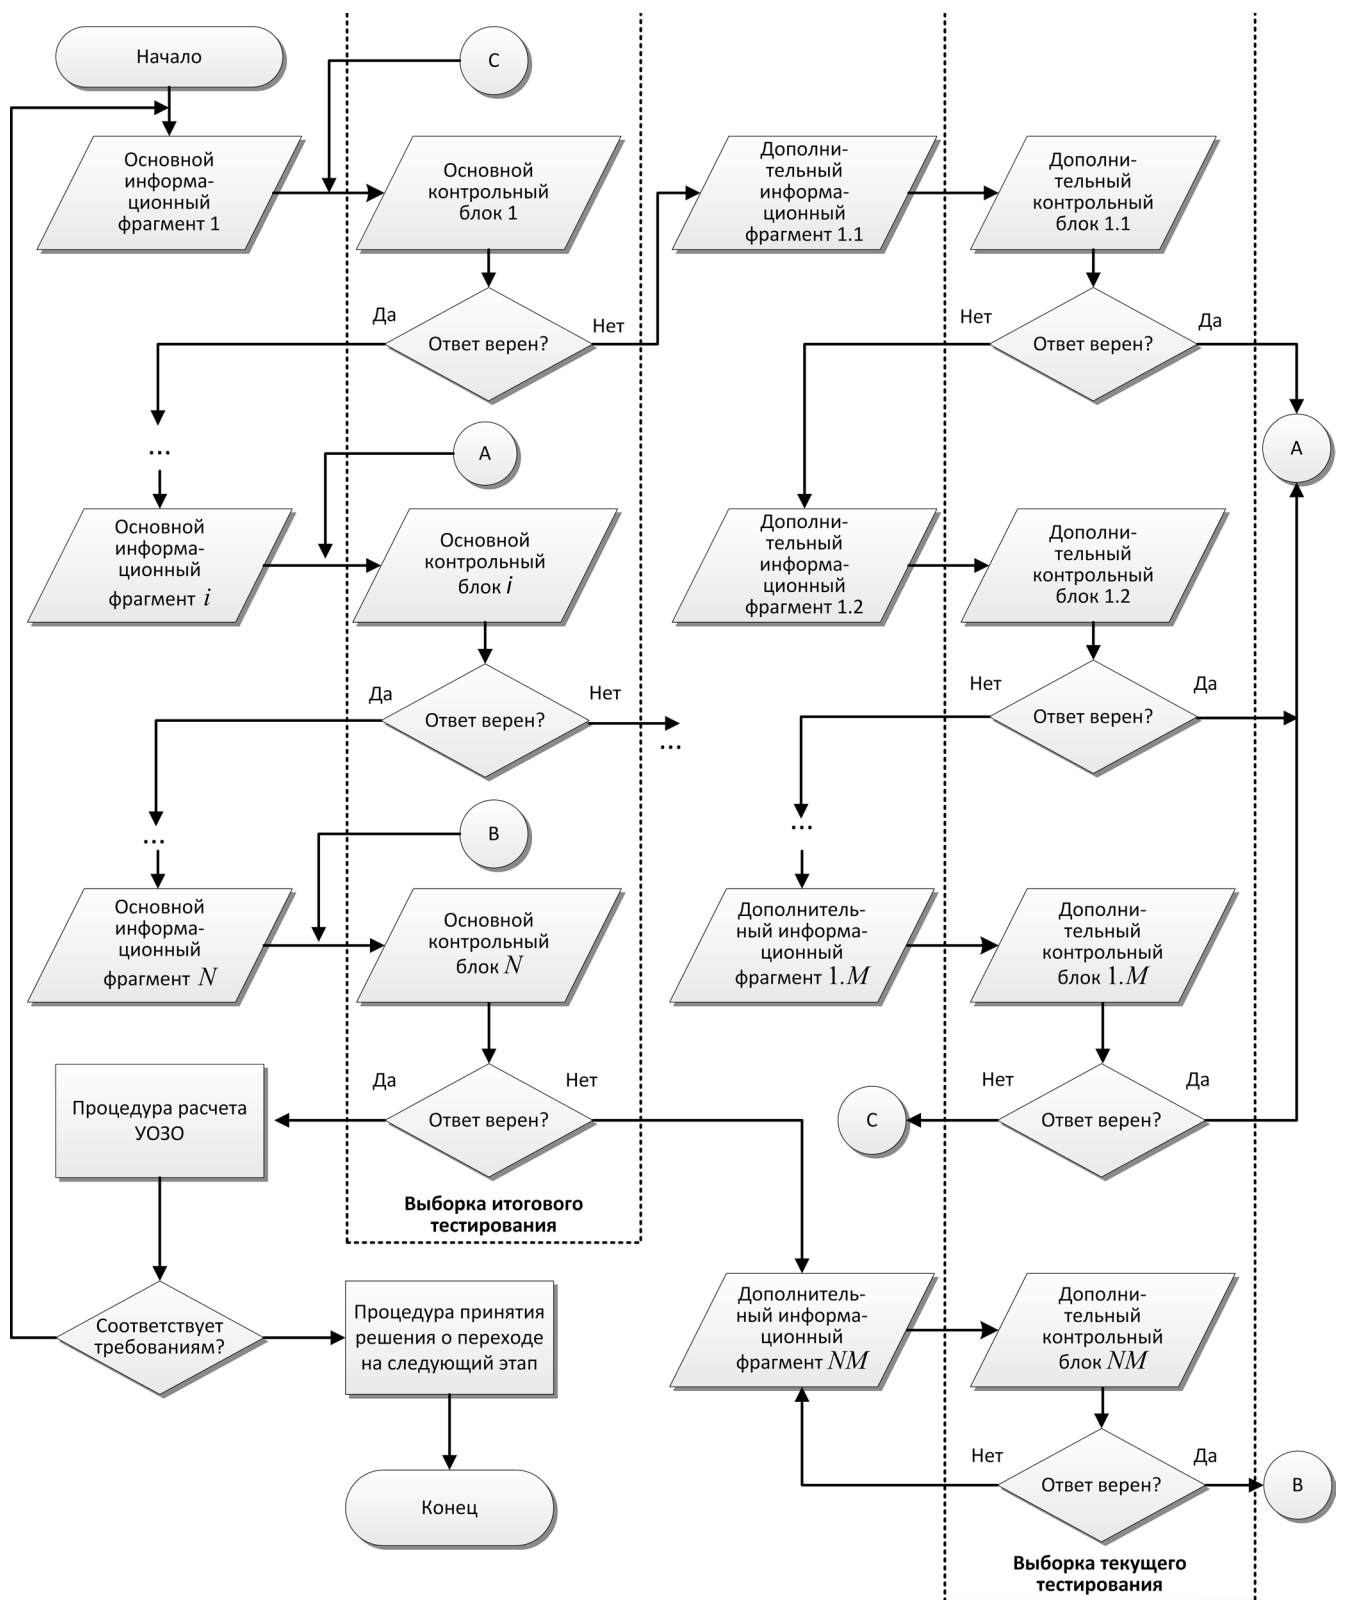 Начало
C
Основной
информа-
ционный
фрагмент 1
Основной
контрольный
блок 1
Дополни-
тельный
информа-
ционный
фрагмент 1.1
Дополни-
тельный
контрольный
блок 1.1
Да
Ответ верен?
Нет
Нет
Ответ верен?
Да
...
A
A
Основной
информа-
ционный
фрагмент i
Основной
контрольный
блок i
Дополни-
тельный
информа-
ционный
фрагмент 1.2
Дополни-
тельный
контрольный
блок 1.2
Да
Ответ верен?
Нет
...
Нет
Ответ верен?
Да
...
B
...
Основной
информа-
ционный
фрагмент N
Основной
контрольный
блок N
Дополнитель-
ный информа-
ционный
фрагмент 1.M
Дополни-
тельный
контрольный
блок 1.M
Процедура расчета
УОЗО
Да
Ответ верен?
Нет
C
Нет
Ответ верен?
Да
Выборка итогового
тестирования
Соответствует
требованиям?
Процедура принятия
решения о переходе
на следующий этап
Дополнитель-
ный информа-
ционный
фрагмент NM
Дополни-
тельный
контрольный
блок NM
Конец
Нет
Ответ верен?
Да
B
Выборка текущего
тестирования